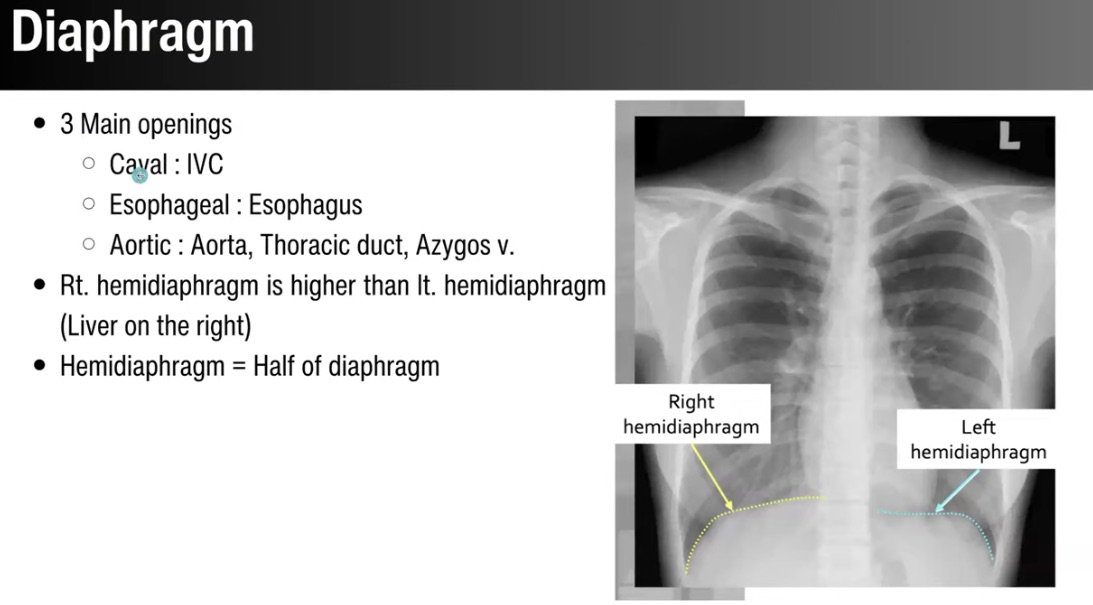 Diaphragm
• 3 Main openings
○ Caval : IVC
○ Esophageal : Esophagus
○ Aortic : Aorta, Thoracic duct, Azygos v.
• Rt. hemidiaphragm is higher than lt. hemidiaphragm
(Liver on the right)
• Hemidiaphragm = Half of diaphragm
L
Right
hemidiaphragm
Left
hemidiaphragm